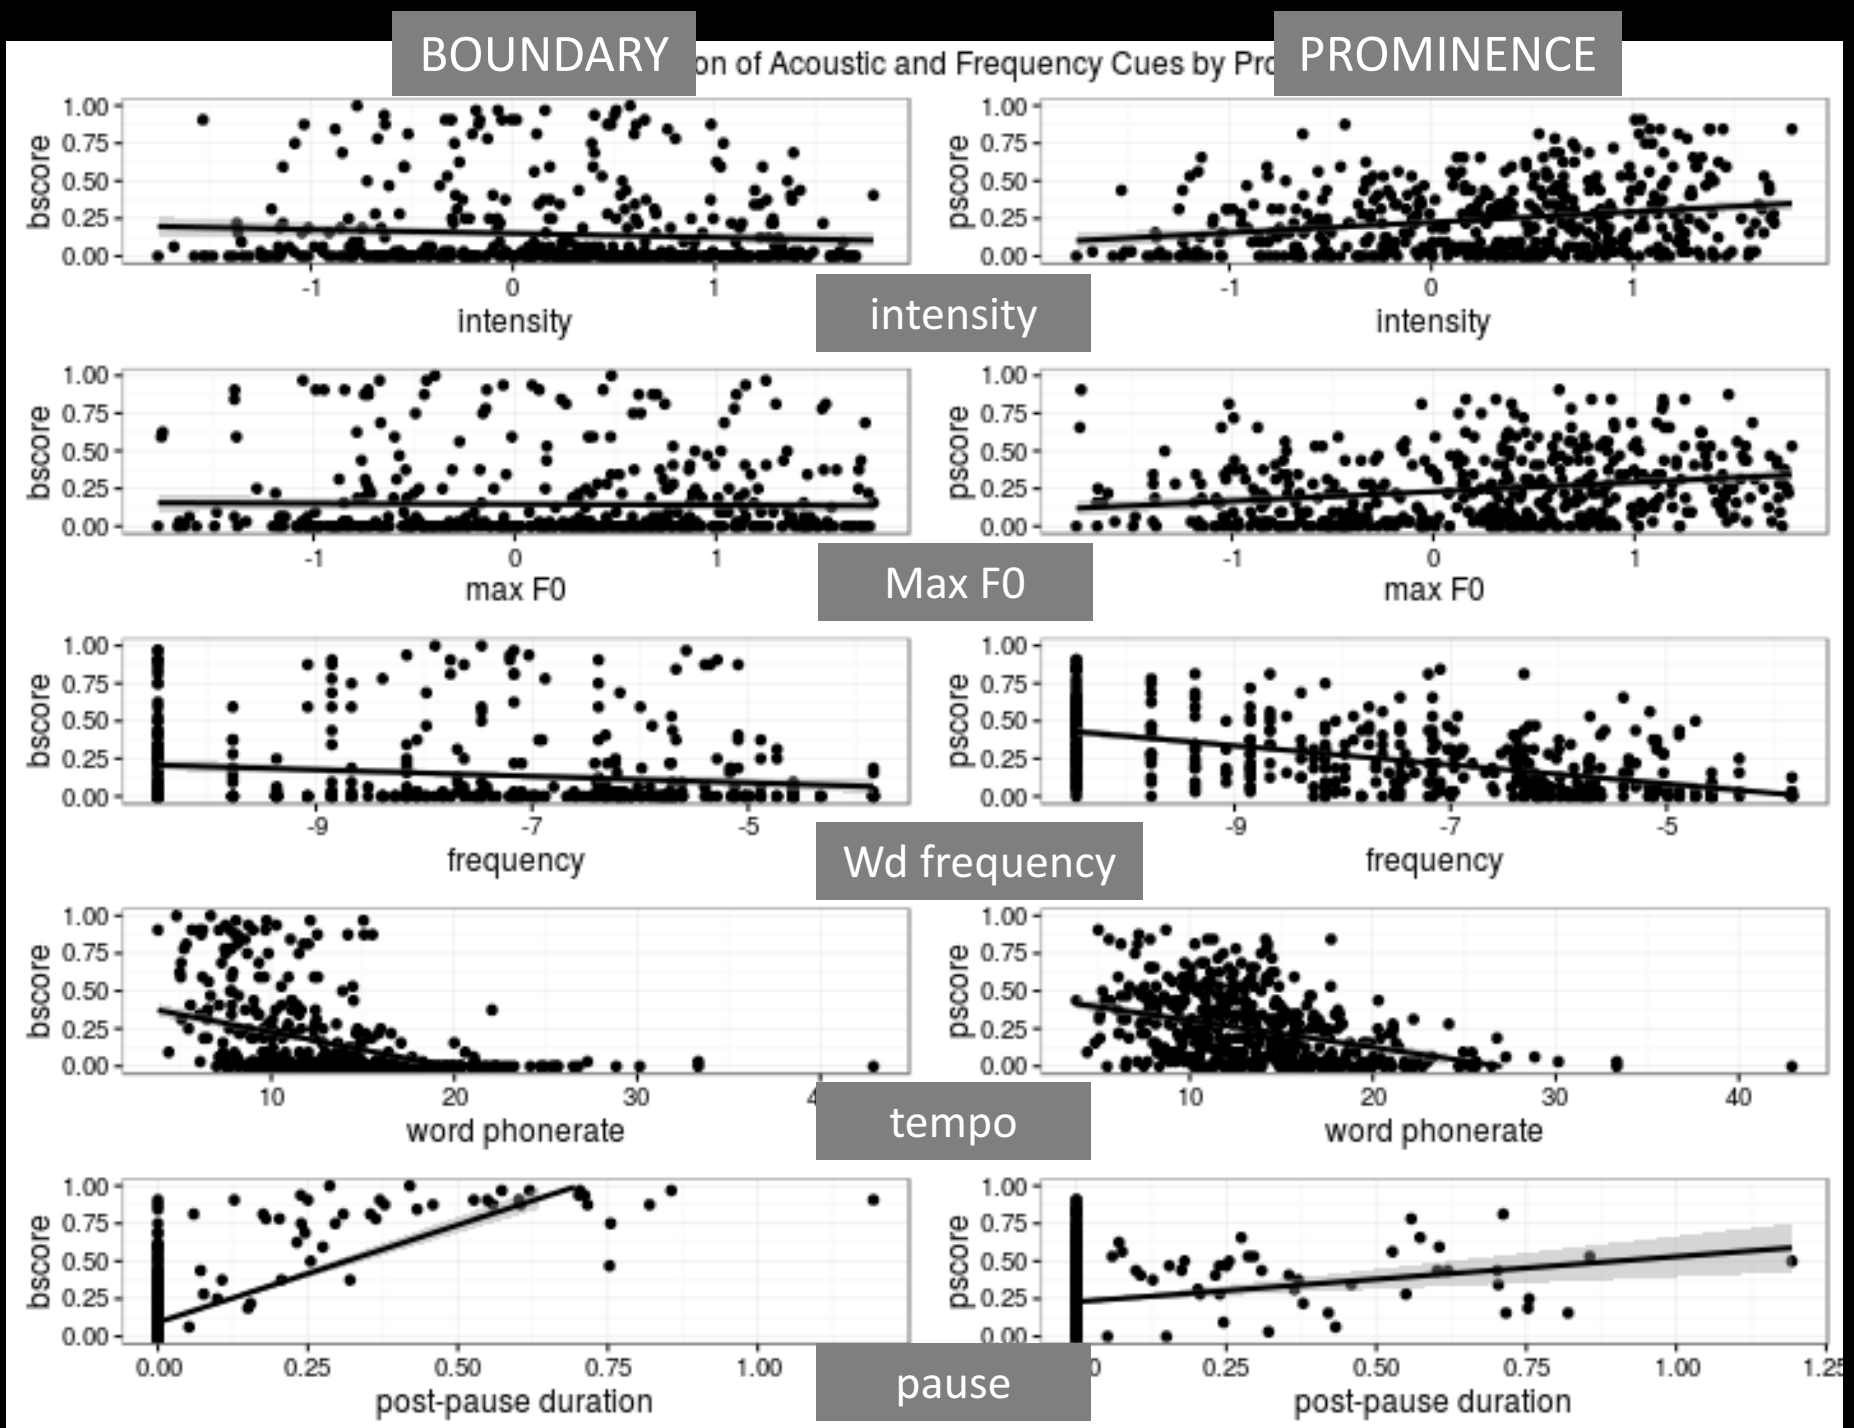 BOUNDARY PROMINENCE
on of Acoustic and Frequency Cues by Pro
bscore 1.00 0.75 0.50 0.25 0.00
-1 0 1
intensity
pscore 1.00 0.75 0.50 0.25 0.00
-1 0 1
intensity
intensity
bscore 1.00 0.75 0.50 0.25 0.00
-1 0 1
max F0
pscore 1.00 0.75 0.50 0.25 0.00
-1 0 1
max F0
Max F0
bscore 1.00 0.75 0.50 0.25 0.00
-9 -7 -5
frequency
pscore 1.00 0.75 0.50 0.25 0.00
-9 -7 -5
frequency
Wd frequency
bscore 1.00 0.75 0.50 0.25 0.00
10 20 30
word phonerate
pscore 1.00 0.75 0.50 0.25 0.00
10 20 30 40
word phonerate
tempo
bscore 1.00 0.75 0.50 0.25 0.00
0.00 0.25 0.50 0.75 1.00
post-pause duration
pscore 1.00 0.75 0.50 0.25 0.00
0 0.25 0.50 0.75 1.00 1.25
post-pause duration
pause